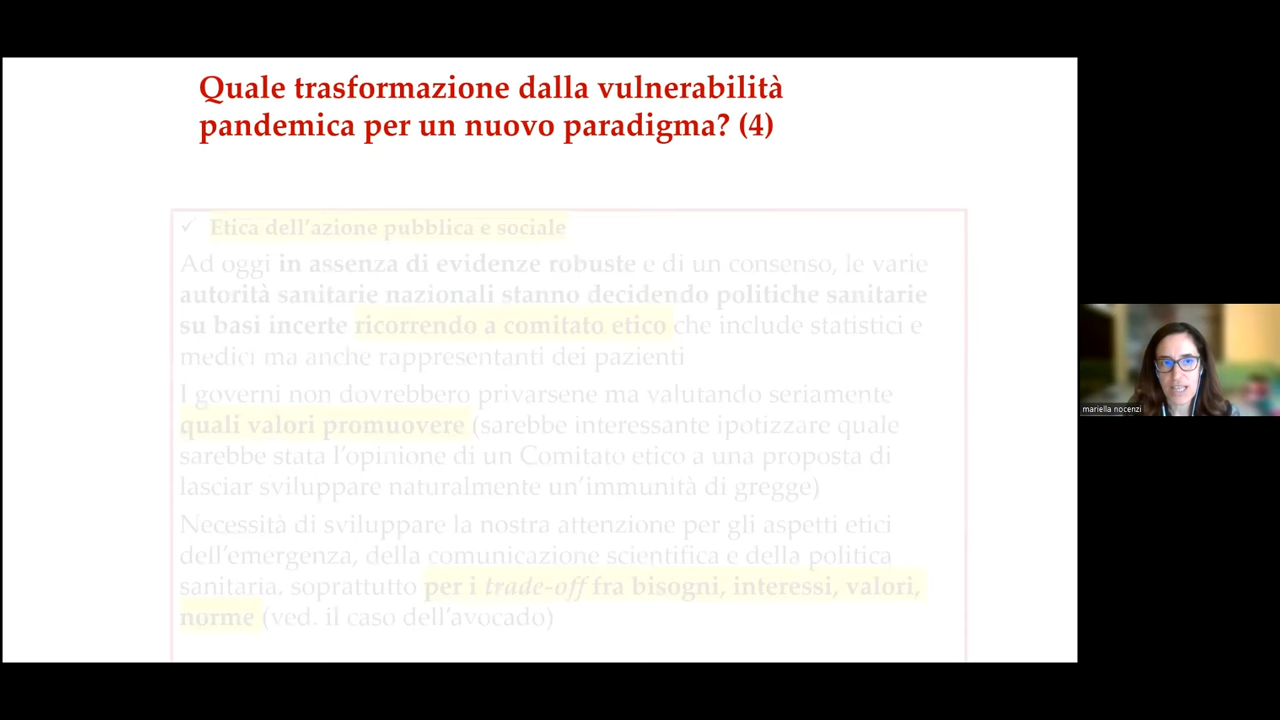 Quale trasformazione dalla vulnerabilità
pandemica per un nuovo paradigma? (4)
✓ Etica dell'azione pubblica e sociale
Ad oggi in assenza di evidenze robuste e di un consenso, le varie
autorità sanitarie nazionali stanno decidendo politiche sanitarie
su basi incerte ricorrendo a comitato etico che include statistici e
medici ma anche rappresentanti dei pazienti
I governi non dovrebbero privarsene ma valutando seriamente
quali valori promuovere (sarebbe interessante ipotizzare quale
sarebbe stata l'opinione di un Comitato etico a una proposta di
lasciar sviluppare naturalmente un'immunità di gregge)
Necessità di sviluppare la nostra attenzione per gli aspetti etici
dell'emergenza, della comunicazione scientifica e della politica
sanitaria, soprattutto per i trade-off fra bisogni, interessi, valori,
norme (ved. il caso dell'avocado)
mariella nocenzi